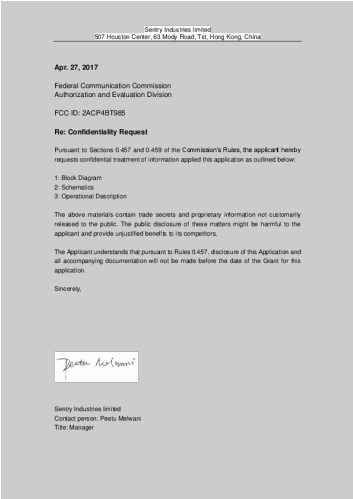 Sentry Industries limited
507 Houston Center, 63 Mody Road, Tst, Hong Kong, China
Apr. 27, 2017
Federal Communication Commission
Authorization and Evaluation Division
FCC ID: 2ACP4BT985
Re: Confidentiality Request
Pursuant to Sections 0.457 and 0.459 of the Commission's Rules, the applicant hereby
requests confidential treatment of information applied this application as outlined below:
1: Block Diagram
2: Schematics
3: Operational Description
The above materials contain trade secrets and proprietary information not customarily
released to the public. The public disclosure of these matters might be harmful to the
applicant and provide unjustified benefits to its competitors.
The Applicant understands that pursuant to Rules 0.457, disclosure of this Application and
all accompanying documentation will not be made before the date of the Grant for this
application.
Sincerely,
Peetu Melwani
Sentry Industries limited
Contact person: Peetu Melwani
Title: Manager